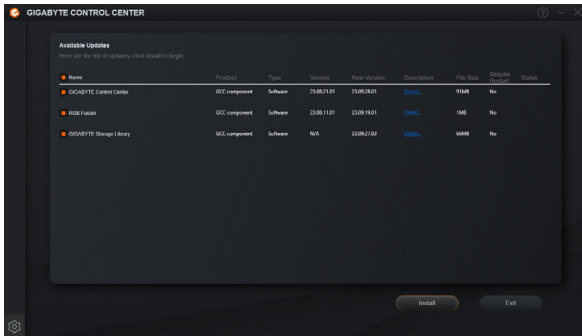 GIGABYTE CONTROL CENTER
Available Updates
Here are the list of updates, click install to begin.
Name Product Type Version New Version Description File Size Require Restart Status
GIGABYTE Control Center GCC component Software 23.08.21.01 23.09.28.01 Detail... 91MB No
RGB Fusion GCC component Software 23.08.11.01 23.09.19.01 Detail... 1MB No
GIGABYTE Storage Library GCC component Software N/A 23.09.27.03 Detail... 66MB No
Install Exit